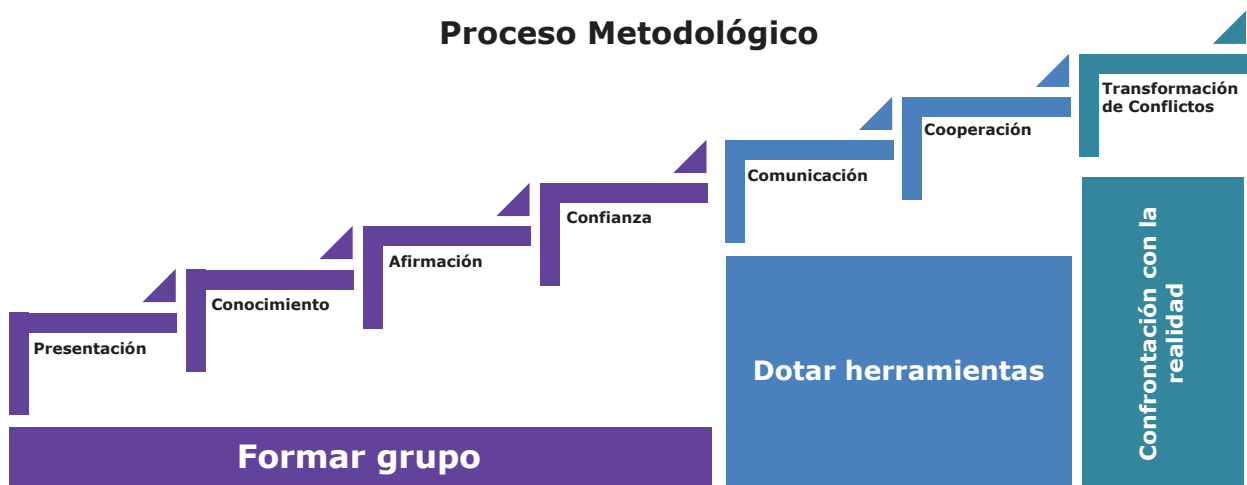 Proceso Metodológico
Presentación
Conocimiento
Afirmación
Confianza
Comunicación
Cooperación
Transformación
de Conflictos
Formar grupo
Dotar herramientas
Confrontación con la
realidad